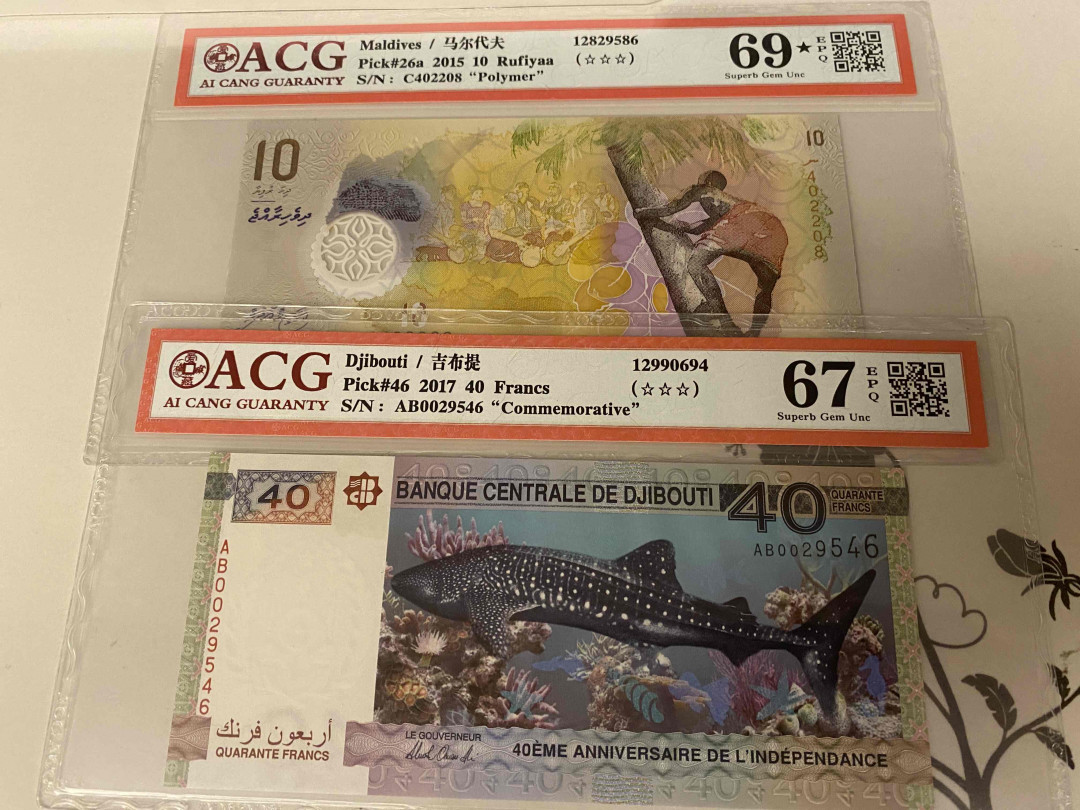 ACG
AI CANG GUARANTY
Maldives / 马尔代夫 12829586
Pick#26a 2015 10 Rufiyaa (☆☆☆)
S/N : C402208 "Polymer"
69★ EPQ
Superb Gem Unc
10
10
ދިހަ ރުފިޔާ
ދިވެހިރާއްޖެ
402208
10
ACG
AI CANG GUARANTY
Djibouti / 吉布提 12990694
Pick#46 2017 40 Francs (☆☆☆)
S/N : AB0029546 "Commemorative"
67 EPQ
Superb Gem Unc
40
BANQUE CENTRALE DE DJIBOUTI
40
QUARANTE
FRANCS
AB0029546
AB0029546
أربعون فرنك
QUARANTE FRANCS
LE GOUVERNEUR
40ÈME ANNIVERSAIRE DE L'INDÉPENDANCE